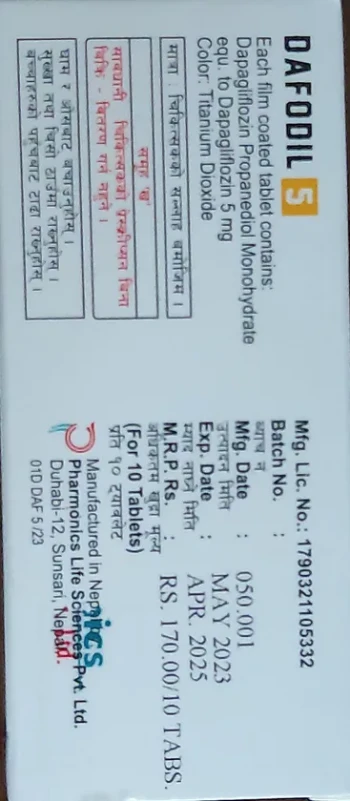 DAFODIL 5
Each film coated tablet contains:
Dapagliflozin Propanediol Monohydrate
equ. to Dapagliflozin 5 mg
Color: Titanium Dioxide
मात्रा : चिकित्सकको सल्लाह बमोजिम ।
समूह 'ख'
सावधानी : चिकित्सकको प्रेस्क्रीप्सन बिना
बिक्रि - वितरण गर्न नहुने ।
घाम र ओसबाट बचाउनुहोस् ।
सुख्खा तथा चिसो ठाउँमा राख्नुहोस् ।
बच्चाहरुको पहुँचबाट टाढा राख्नुहोस् ।
Mfg. Lic. No.: 1790321105332
Batch No. : 050.001
ब्याच नं
Mfg. Date : MAY 2023
उत्पादन मिति
Exp. Date : APR. 2025
म्याद नाघ्ने मिति
M.R.P. Rs. : RS. 170.00/10 TABS.
अधिकतम खुद्रा मूल्य
(For 10 Tablets)
प्रति १० ट्याबलेट
Manufactured in Nepal
Pharmonics Life Sciences Pvt. Ltd.
Duhabi-12, Sunsari, Nepal.
01D DAF 5 /23